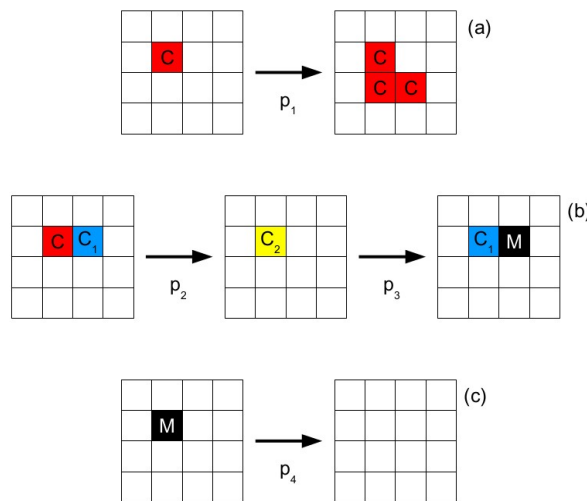 C C (a)
C C
p₁
C C₁ C₂ C₁ M (b)
p₂ p₃
M (c)
p₄